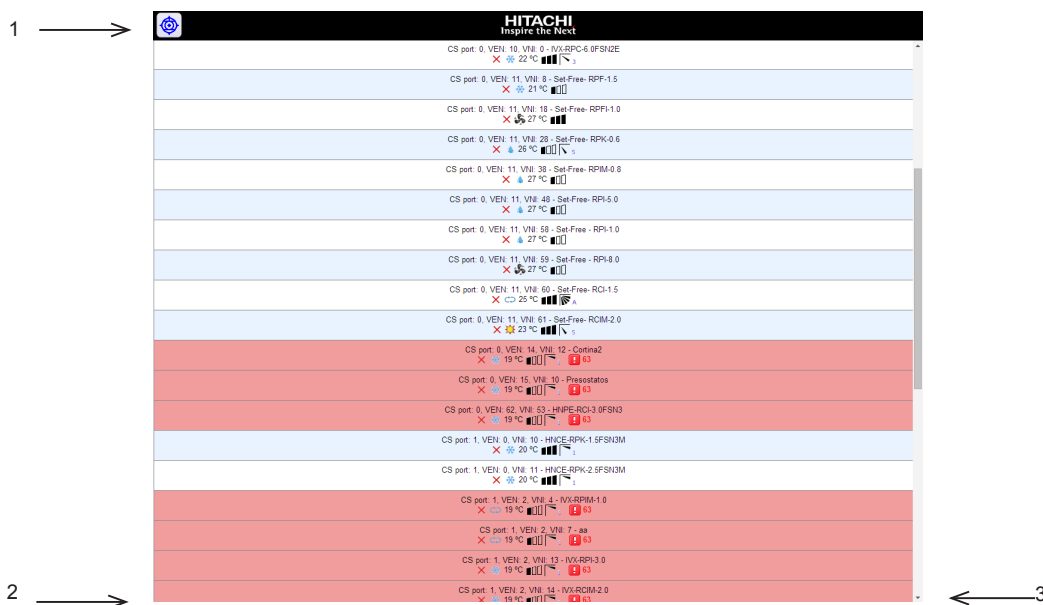 1
HITACHI
Inspire the Next
CS port: 0, VEN: 10, VNI: 0 - IVX-RPC-6.0FSN2E
22 ºC 3
CS port: 0, VEN: 11, VNI: 8 - Set-Free- RPF-1.5
21 ºC
CS port: 0, VEN: 11, VNI: 18 - Set-Free- RPFI-1.0
27 ºC
CS port: 0, VEN: 11, VNI: 28 - Set-Free- RPK-0.6
26 ºC 5
CS port: 0, VEN: 11, VNI: 38 - Set-Free- RPIM-0.8
27 ºC
CS port: 0, VEN: 11, VNI: 48 - Set-Free- RPI-5.0
27 ºC
CS port: 0, VEN: 11, VNI: 58 - Set-Free - RPI-1.0
27 ºC
CS port: 0, VEN: 11, VNI: 59 - Set-Free - RPI-8.0
27 ºC
CS port: 0, VEN: 11, VNI: 60 - Set-Free- RCI-1.5
25 ºC A
CS port: 0, VEN: 11, VNI: 61 - Set-Free- RCIM-2.0
23 ºC 5
CS port: 0, VEN: 14, VNI: 12 - Cortina2
19 ºC 63
CS port: 0, VEN: 15, VNI: 10 - Presostatos
19 ºC 63
CS port: 0, VEN: 62, VNI: 53 - HNPE-RCI-3.0FSN3
19 ºC 63
CS port: 1, VEN: 0, VNI: 10 - HNCE-RPK-1.5FSN3M
20 ºC 1
CS port: 1, VEN: 0, VNI: 11 - HNCE-RPK-2.5FSN3M
20 ºC 1
CS port: 1, VEN: 2, VNI: 4 - IVX-RPIM-1.0
19 ºC 63
CS port: 1, VEN: 2, VNI: 7 - aa
19 ºC 63
CS port: 1, VEN: 2, VNI: 13 - IVX-RPI-3.0
19 ºC 63
CS port: 1, VEN: 2, VNI: 14 - IVX-RCIM-2.0
19 ºC 63
2
3